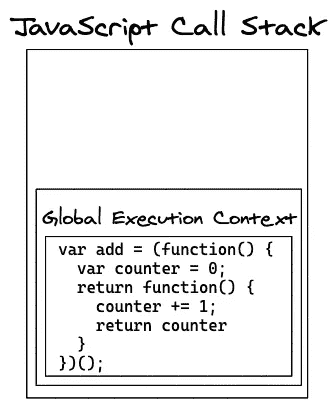 JavaScript Call Stack
Global Execution Context
var add = (function() {
  var counter = 0;
  return function() {
    counter += 1;
    return counter
  }
})();